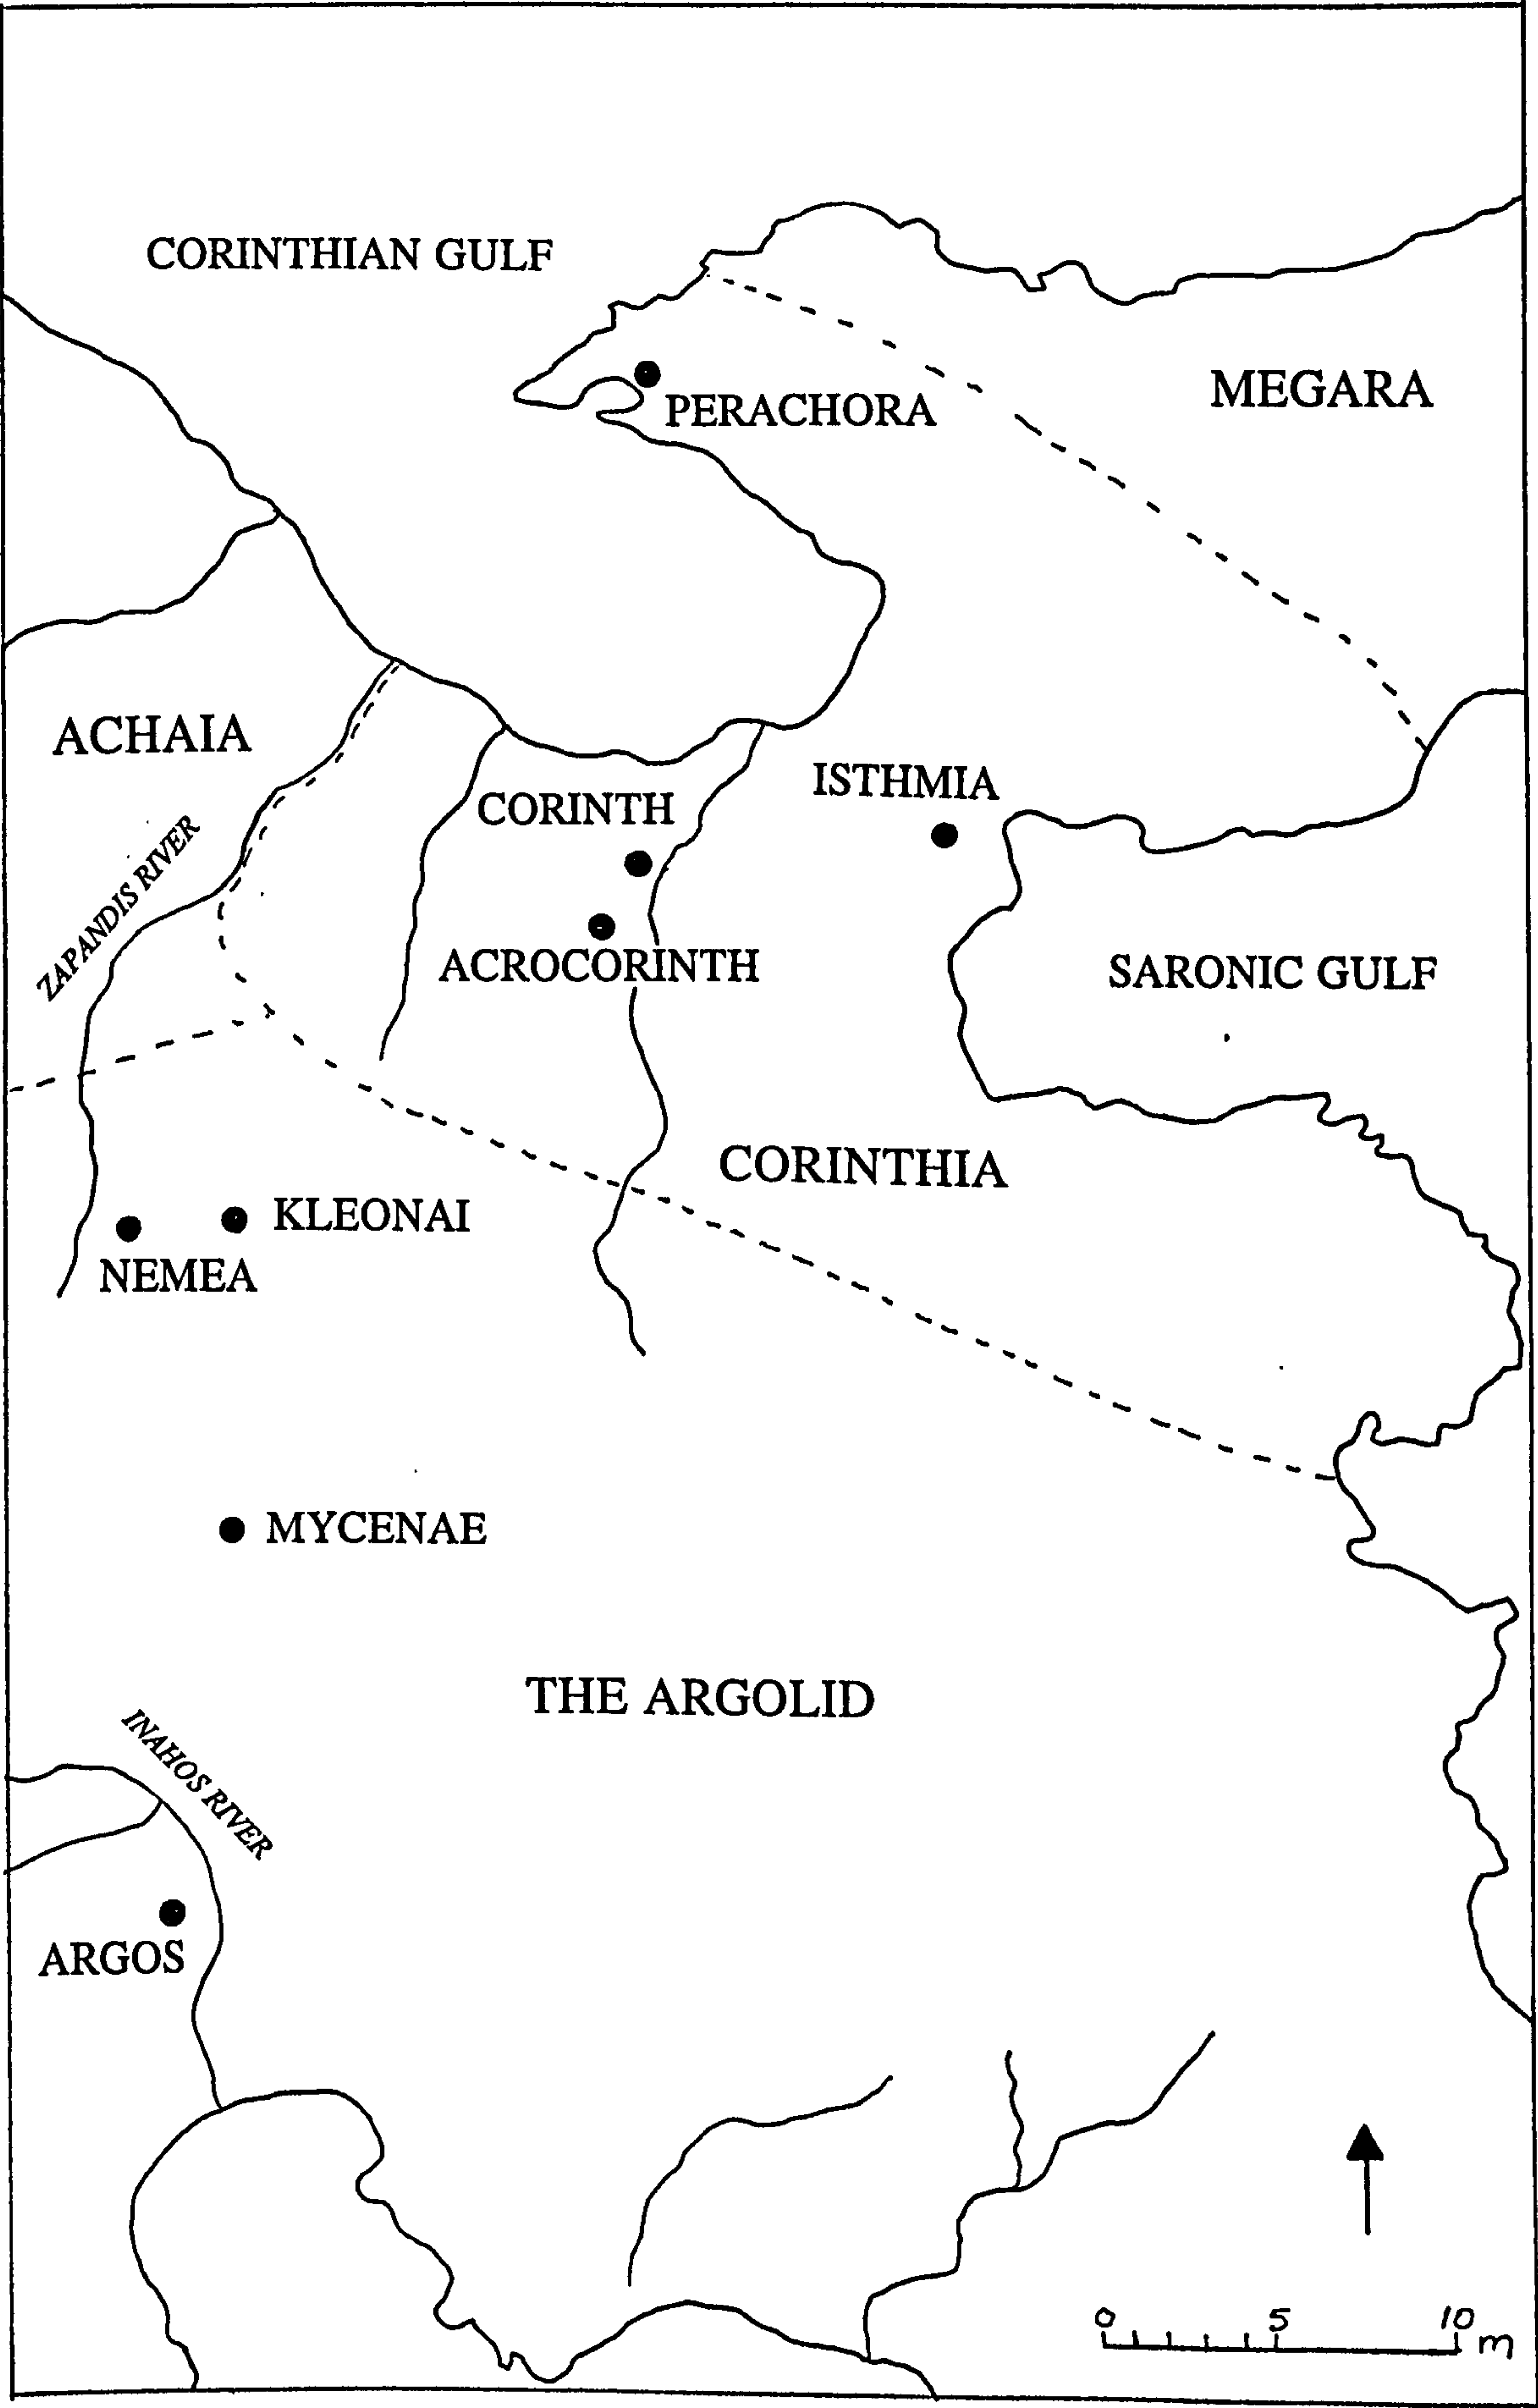 CORINTHIAN GULF
MEGARA
PERACHORA
ACHAIA
ISTHMIA
CORINTH
ZAPANDIS RIVER
ACROCORINTH
SARONIC GULF
CORINTHIA
KLEONAI
NEMEA
MYCENAE
THE ARGOLID
INAHOS RIVER
ARGOS
0 5 10 m